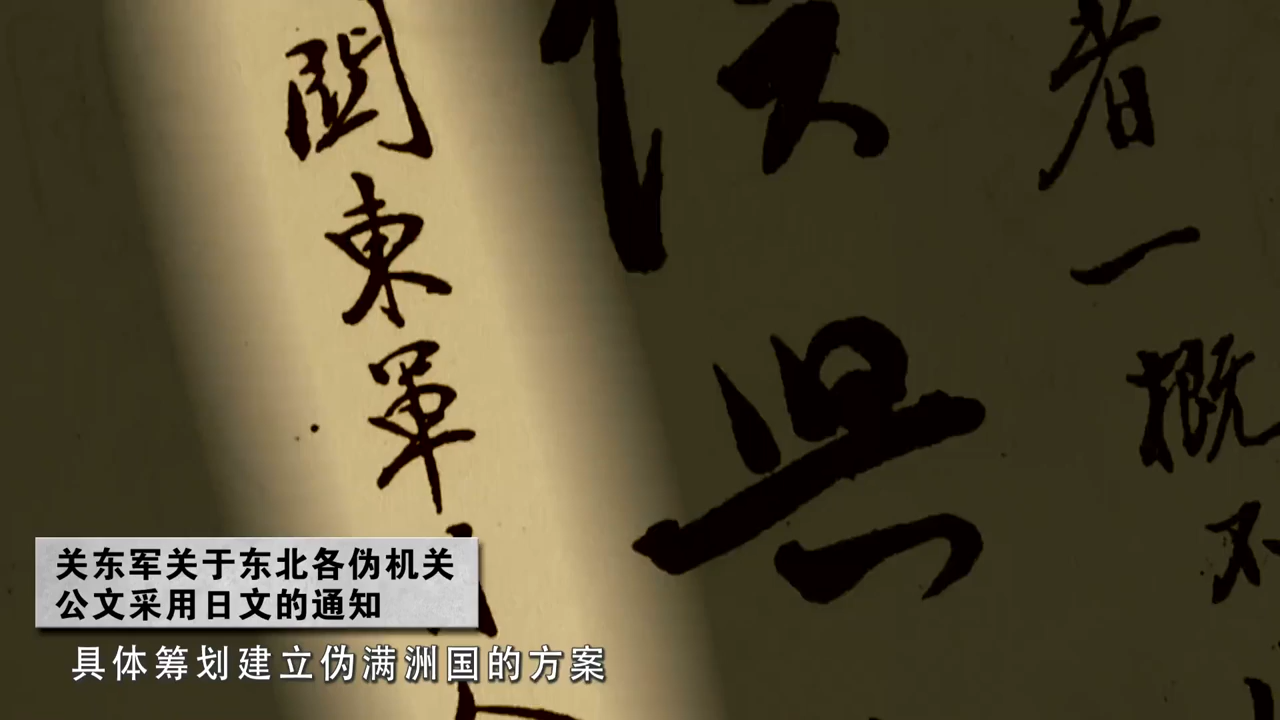 者一概不
関東軍
关东军关于东北各伪机关
公文采用日文的通知
具体筹划建立伪满洲国的方案